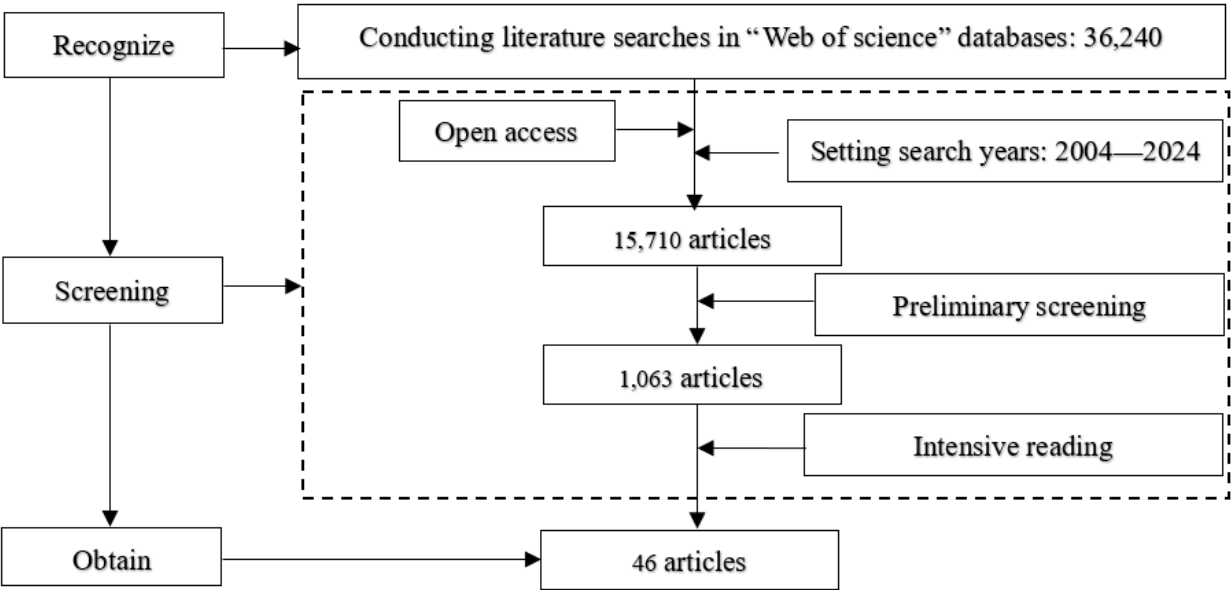 Recognize
Conducting literature searches in “Web of science” databases: 36,240
Open access
Setting search years: 2004—2024
15,710 articles
Screening
Preliminary screening
1,063 articles
Intensive reading
Obtain
46 articles